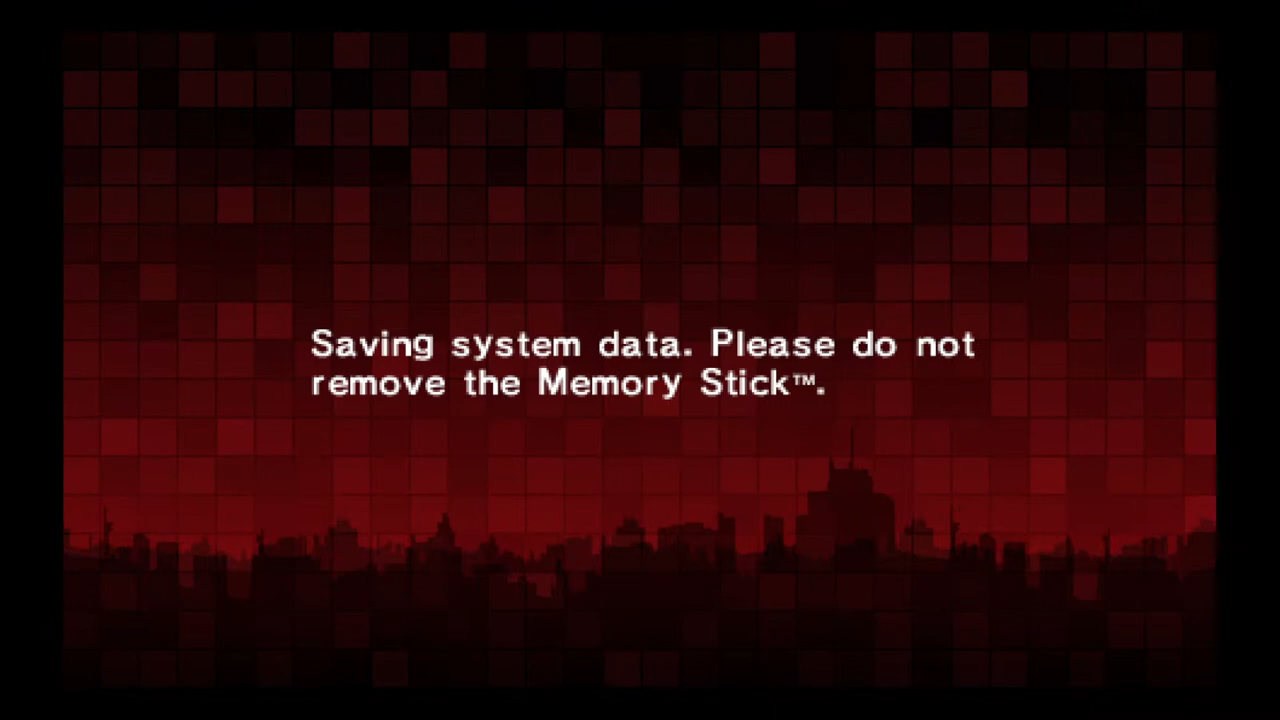 Saving system data. Please do not
remove the Memory Stick™.